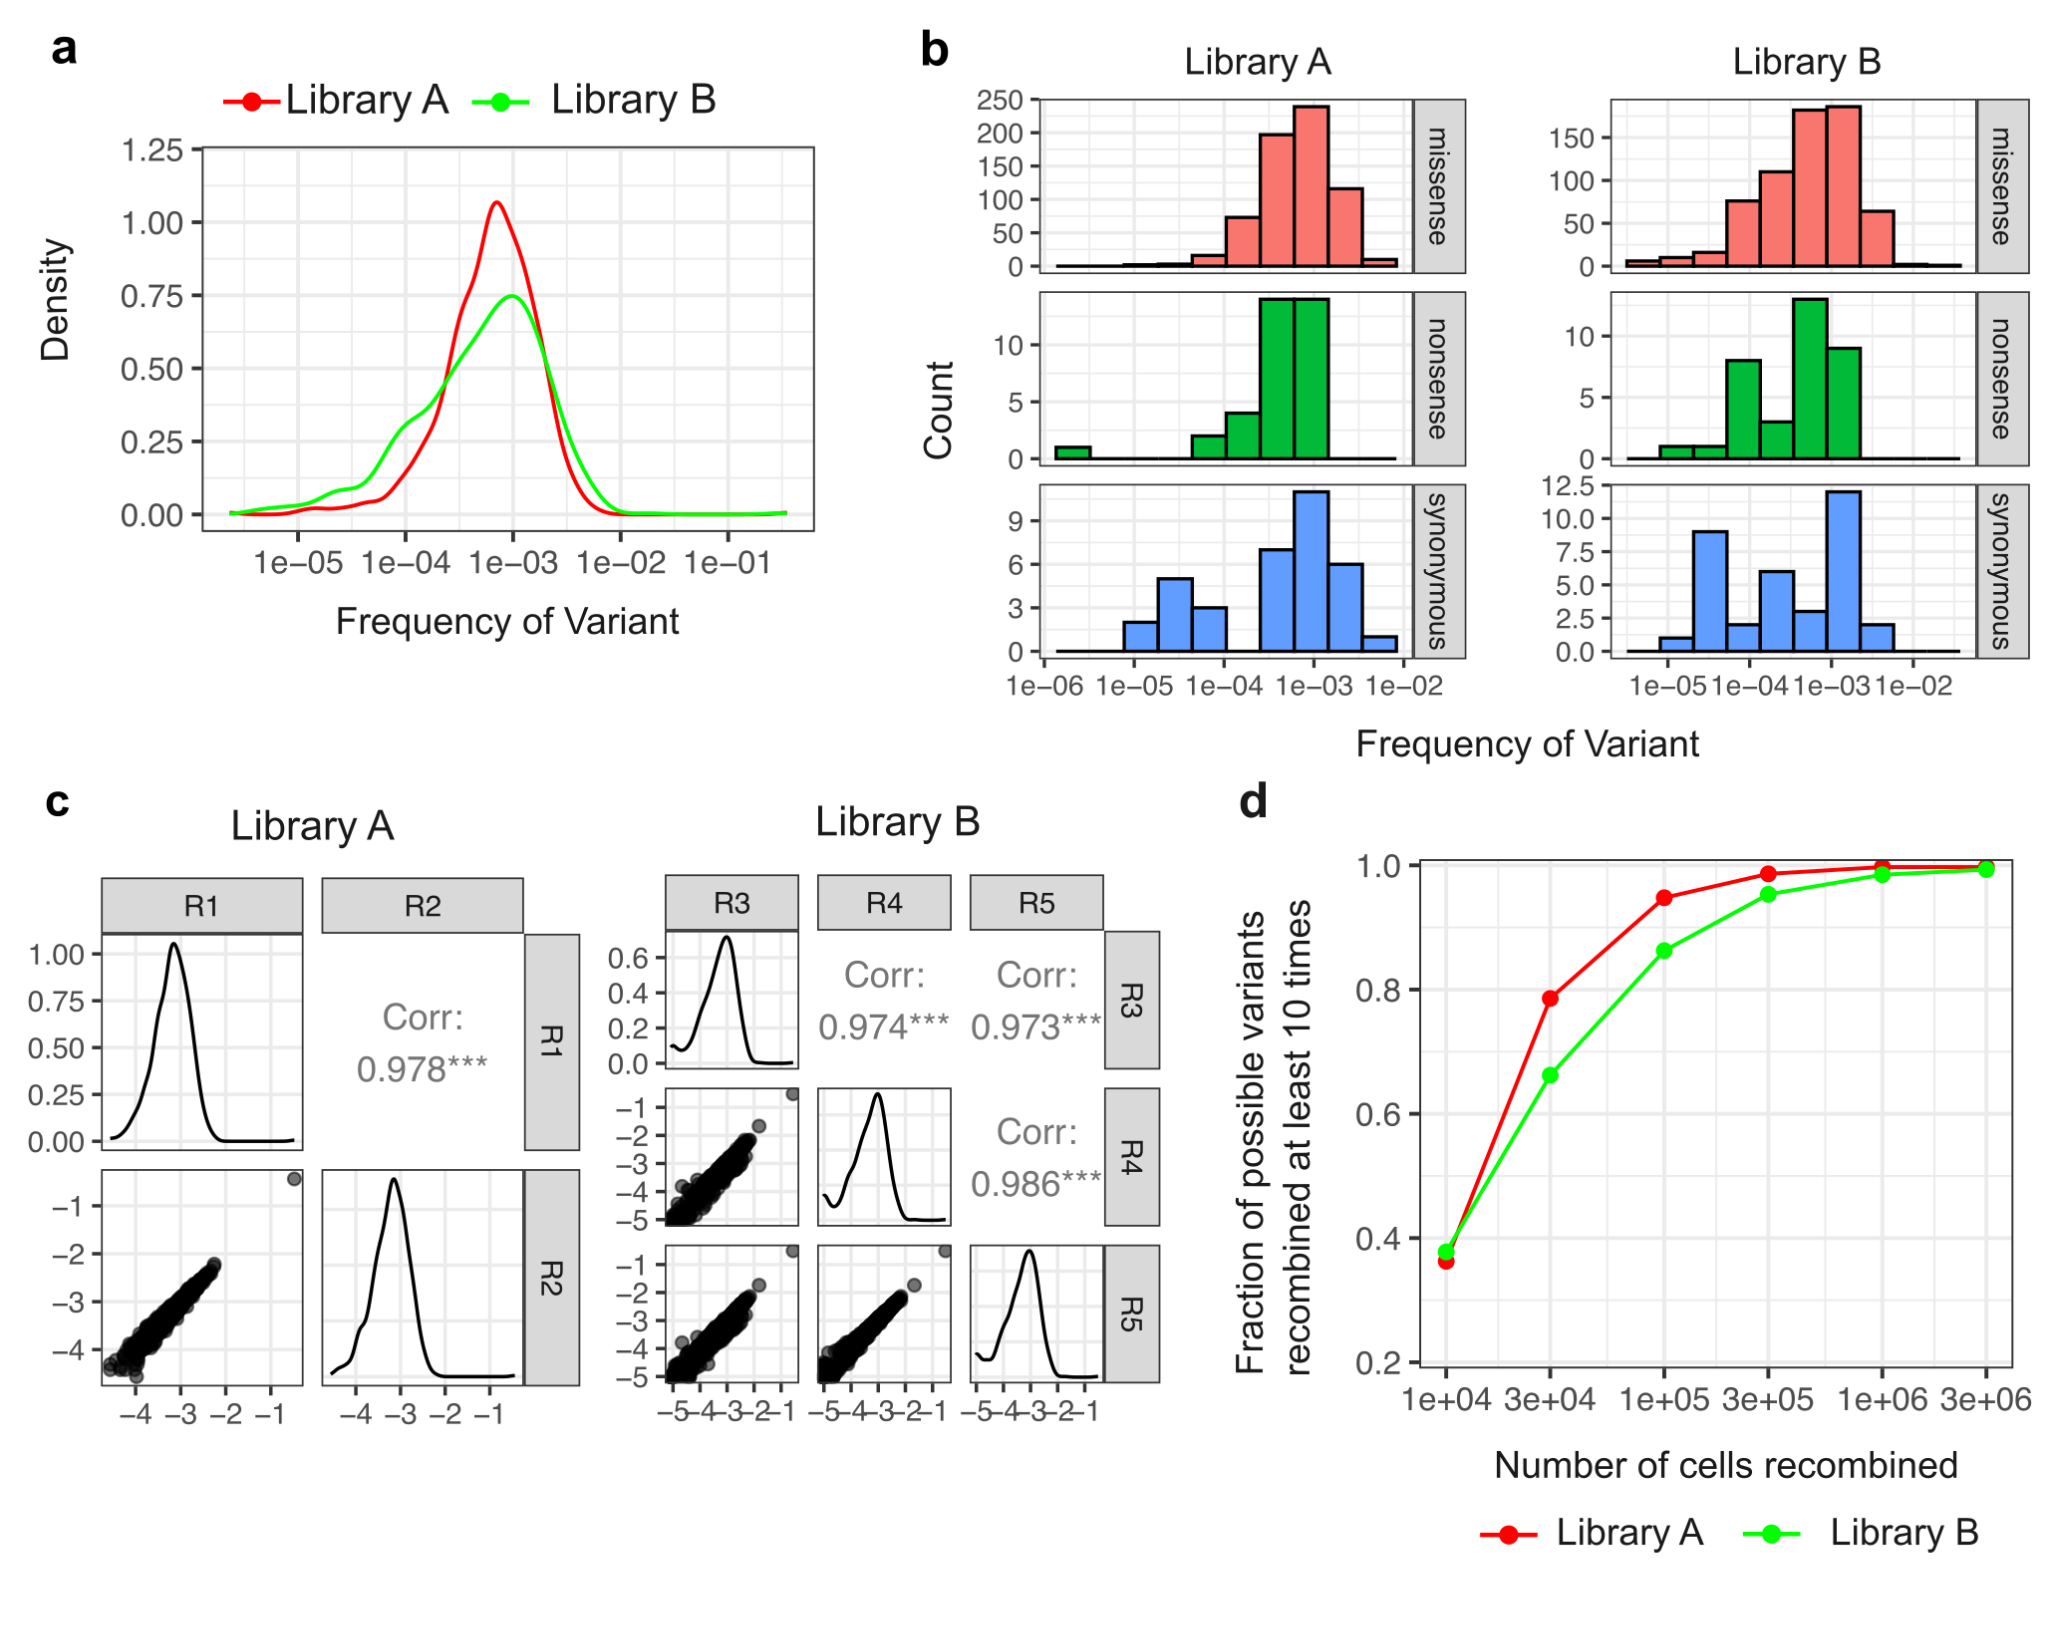 a
Library A
Library B
1.25
1.00
0.75
0.50
0.25
0.00
Density
1e−05
1e−04
1e−03
1e−02
1e−01
Frequency of Variant
b
Library A
Library B
250
200
150
100
50
0
missense
150
100
50
0
missense
10
5
0
nonsense
10
5
0
nonsense
9
6
3
0
synonymous
12.5
10.0
7.5
5.0
2.5
0.0
synonymous
Count
1e−06
1e−05
1e−04
1e−03
1e−02
1e−05
1e−04
1e−03
1e−02
Frequency of Variant
c
Library A
R1
R2
1.00
0.75
0.50
0.25
0.00
Corr:
0.978***
R1
−1
−2
−3
−4
R2
−4
−3
−2
−1
−4
−3
−2
−1
Library B
R3
R4
R5
0.6
0.4
0.2
0.0
Corr:
0.974***
Corr:
0.973***
R3
−1
−2
−3
−4
−5
Corr:
0.986***
R4
−1
−2
−3
−4
−5
R5
−5
−4
−3
−2
−1
−5
−4
−3
−2
−1
−5
−4
−3
−2
−1
d
1.0
0.8
0.6
0.4
0.2
Fraction of possible variants
recombined at least 10 times
1e+04
3e+04
1e+05
3e+05
1e+06
3e+06
Number of cells recombined
Library A
Library B